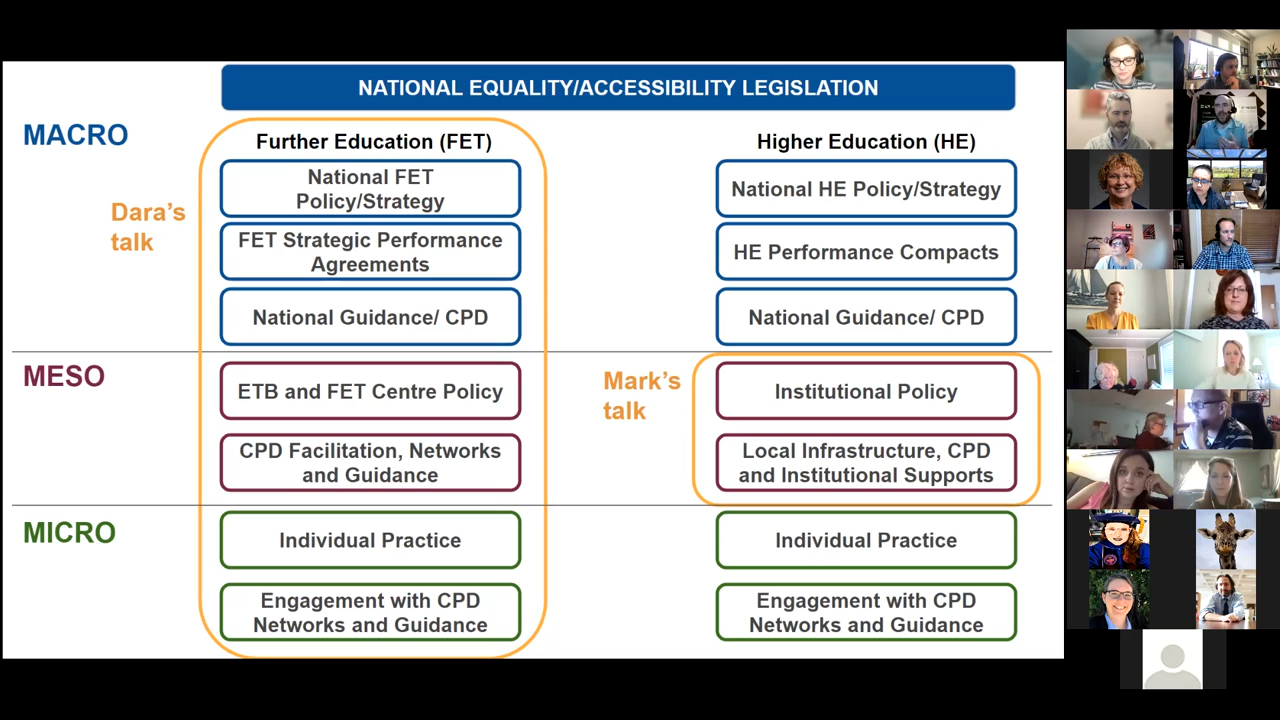 NATIONAL EQUALITY/ACCESSIBILITY LEGISLATION
MACRO
Further Education (FET)
Higher Education (HE)
National FET
Policy/Strategy
National HE Policy/Strategy
Dara's
talk
FET Strategic Performance
Agreements
HE Performance Compacts
National Guidance/ CPD
National Guidance/ CPD
MESO
ETB and FET Centre Policy
Mark's
talk
Institutional Policy
CPD Facilitation, Networks
and Guidance
Local Infrastructure, CPD
and Institutional Supports
MICRO
Individual Practice
Individual Practice
Engagement with CPD
Networks and Guidance
Engagement with CPD
Networks and Guidance